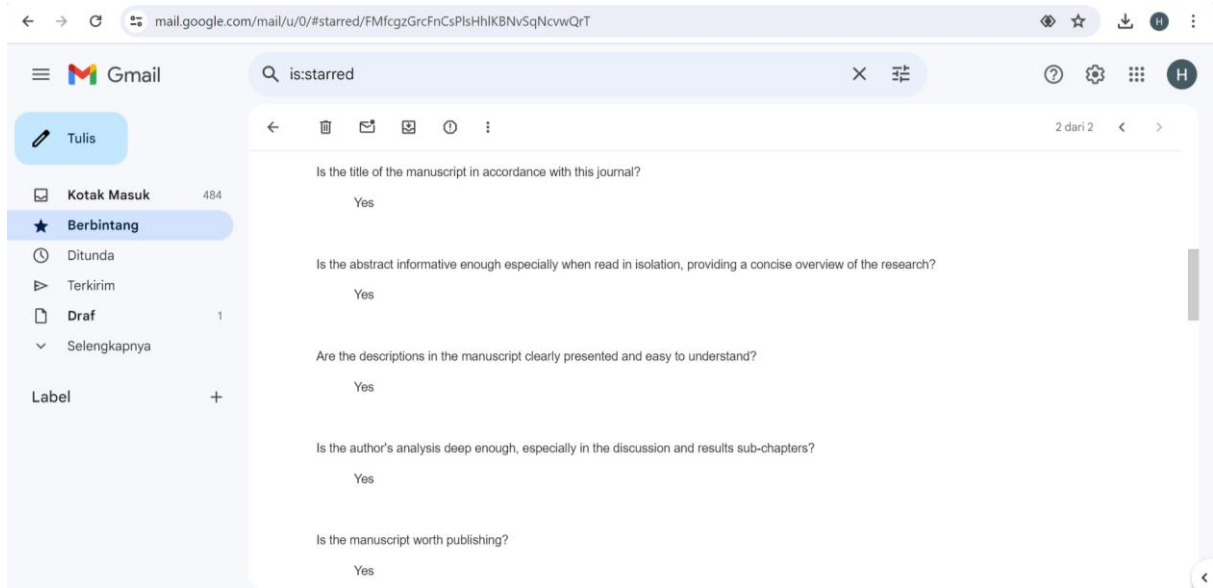 mail.google.com/mail/u/0/#starred/FMfcgzGrcFnCsPlsHhlKBNvSqNcvwQrT
H
Gmail
is:starred
H
Tulis
2 dari 2
Kotak Masuk 484
Berbintang
Ditunda
Terkirim
Draf 1
Selengkapnya
Label
Is the title of the manuscript in accordance with this journal?
Yes
Is the abstract informative enough especially when read in isolation, providing a concise overview of the research?
Yes
Are the descriptions in the manuscript clearly presented and easy to understand?
Yes
Is the author's analysis deep enough, especially in the discussion and results sub-chapters?
Yes
Is the manuscript worth publishing?
Yes